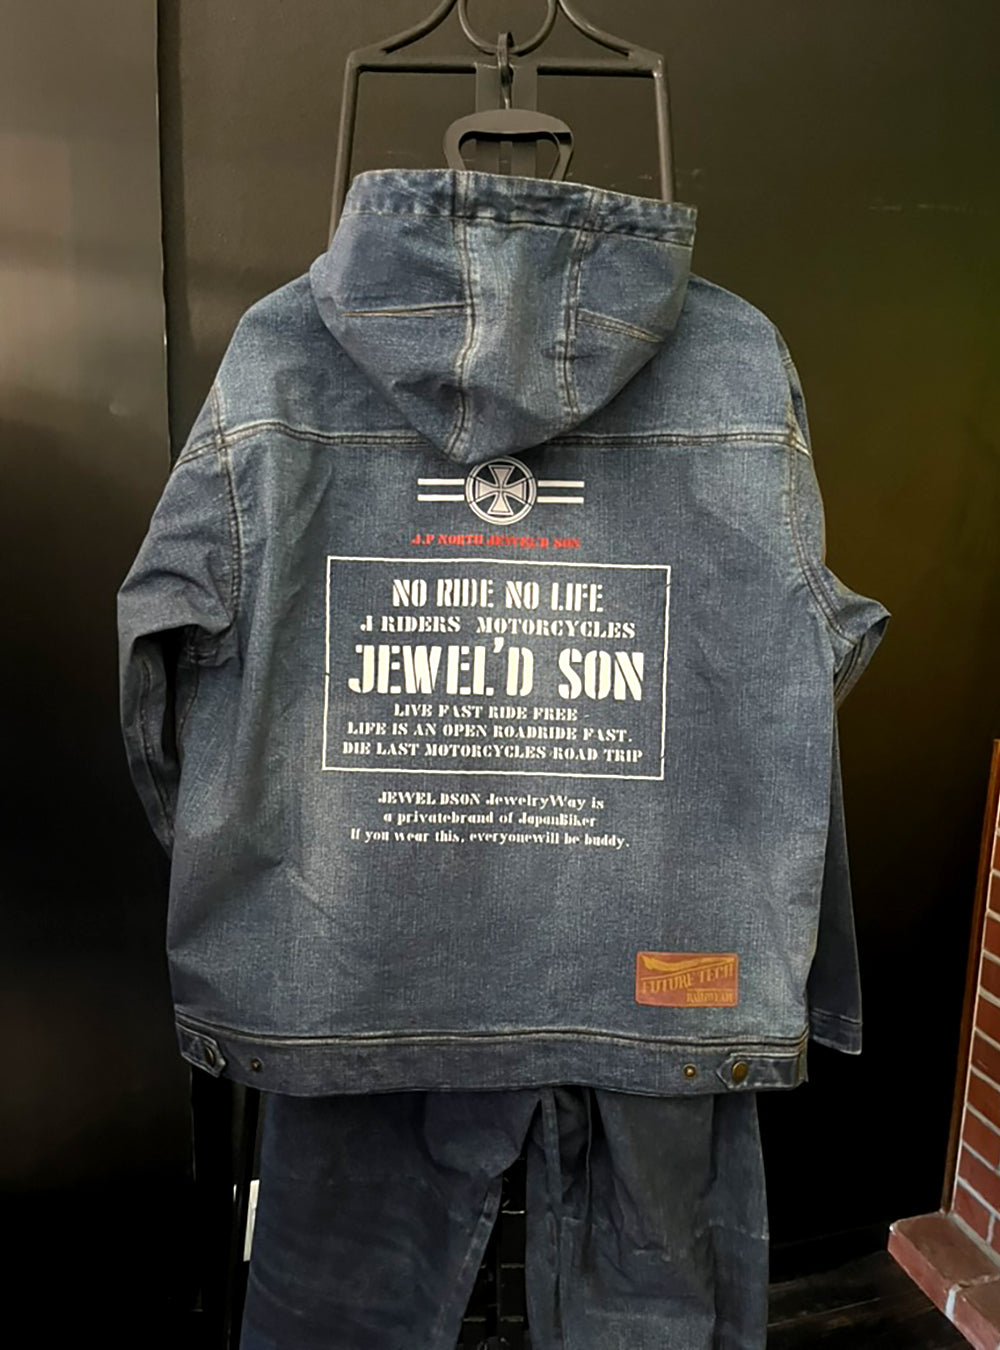 J.P NORTH JEWEL'D SON
NO RIDE NO LIFE
J RIDERS MOTORCYCLES
JEWEL'D SON
LIVE FAST RIDE FREE -
LIFE IS AN OPEN ROADRIDE FAST.
DIE LAST MOTORCYCLES ROAD TRIP
JEWEL DSON JewelryWay is
a privatebrand of JapanBiker
If you wear this, everyonewill be buddy.
FUTURE TECH
RAINWEAR